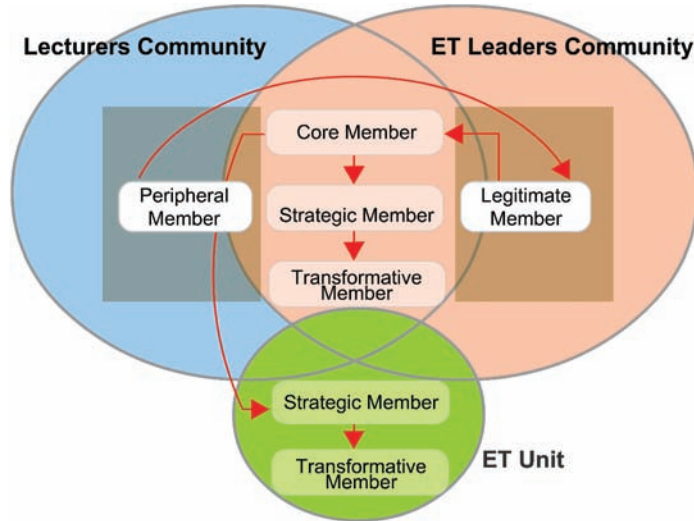 Lecturers Community
ET Leaders Community
Core Member
Peripheral
Member
Legitimate
Member
Strategic Member
Transformative
Member
Strategic Member
ET Unit
Transformative
Member